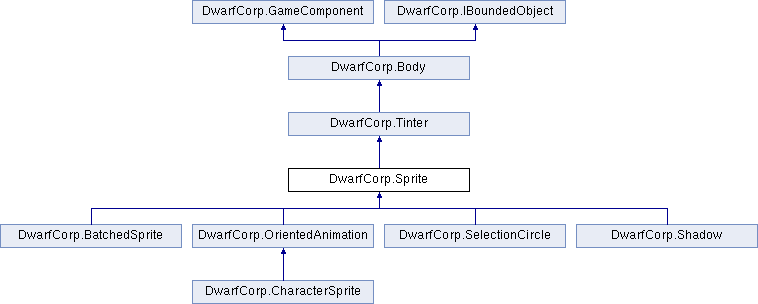 DwarfCorp.GameComponent
DwarfCorp.IBoundedObject
DwarfCorp.Body
DwarfCorp.Tinter
DwarfCorp.Sprite
DwarfCorp.BatchedSprite
DwarfCorp.OrientedAnimation
DwarfCorp.SelectionCircle
DwarfCorp.Shadow
DwarfCorp.CharacterSprite